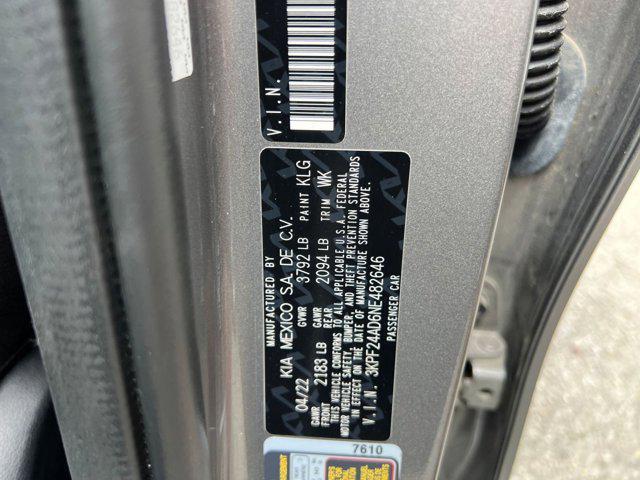 V.I.N.
MANUFACTURED BY
KIA MEXICO S.A. DE C.V.
04/22 GVWR 3792 LB PAINT KLG
GAWR FRONT 2183 LB GAWR REAR 2094 LB TRIM WK
THIS VEHICLE CONFORMS TO ALL APPLICABLE U.S.A. FEDERAL
MOTOR VEHICLE SAFETY, BUMPER, AND THEFT PREVENTION STANDARDS
IN EFFECT ON THE DATE OF MANUFACTURE SHOWN ABOVE.
V.I.N. 3KPF24AD6NE482646
PASSENGER CAR
7610